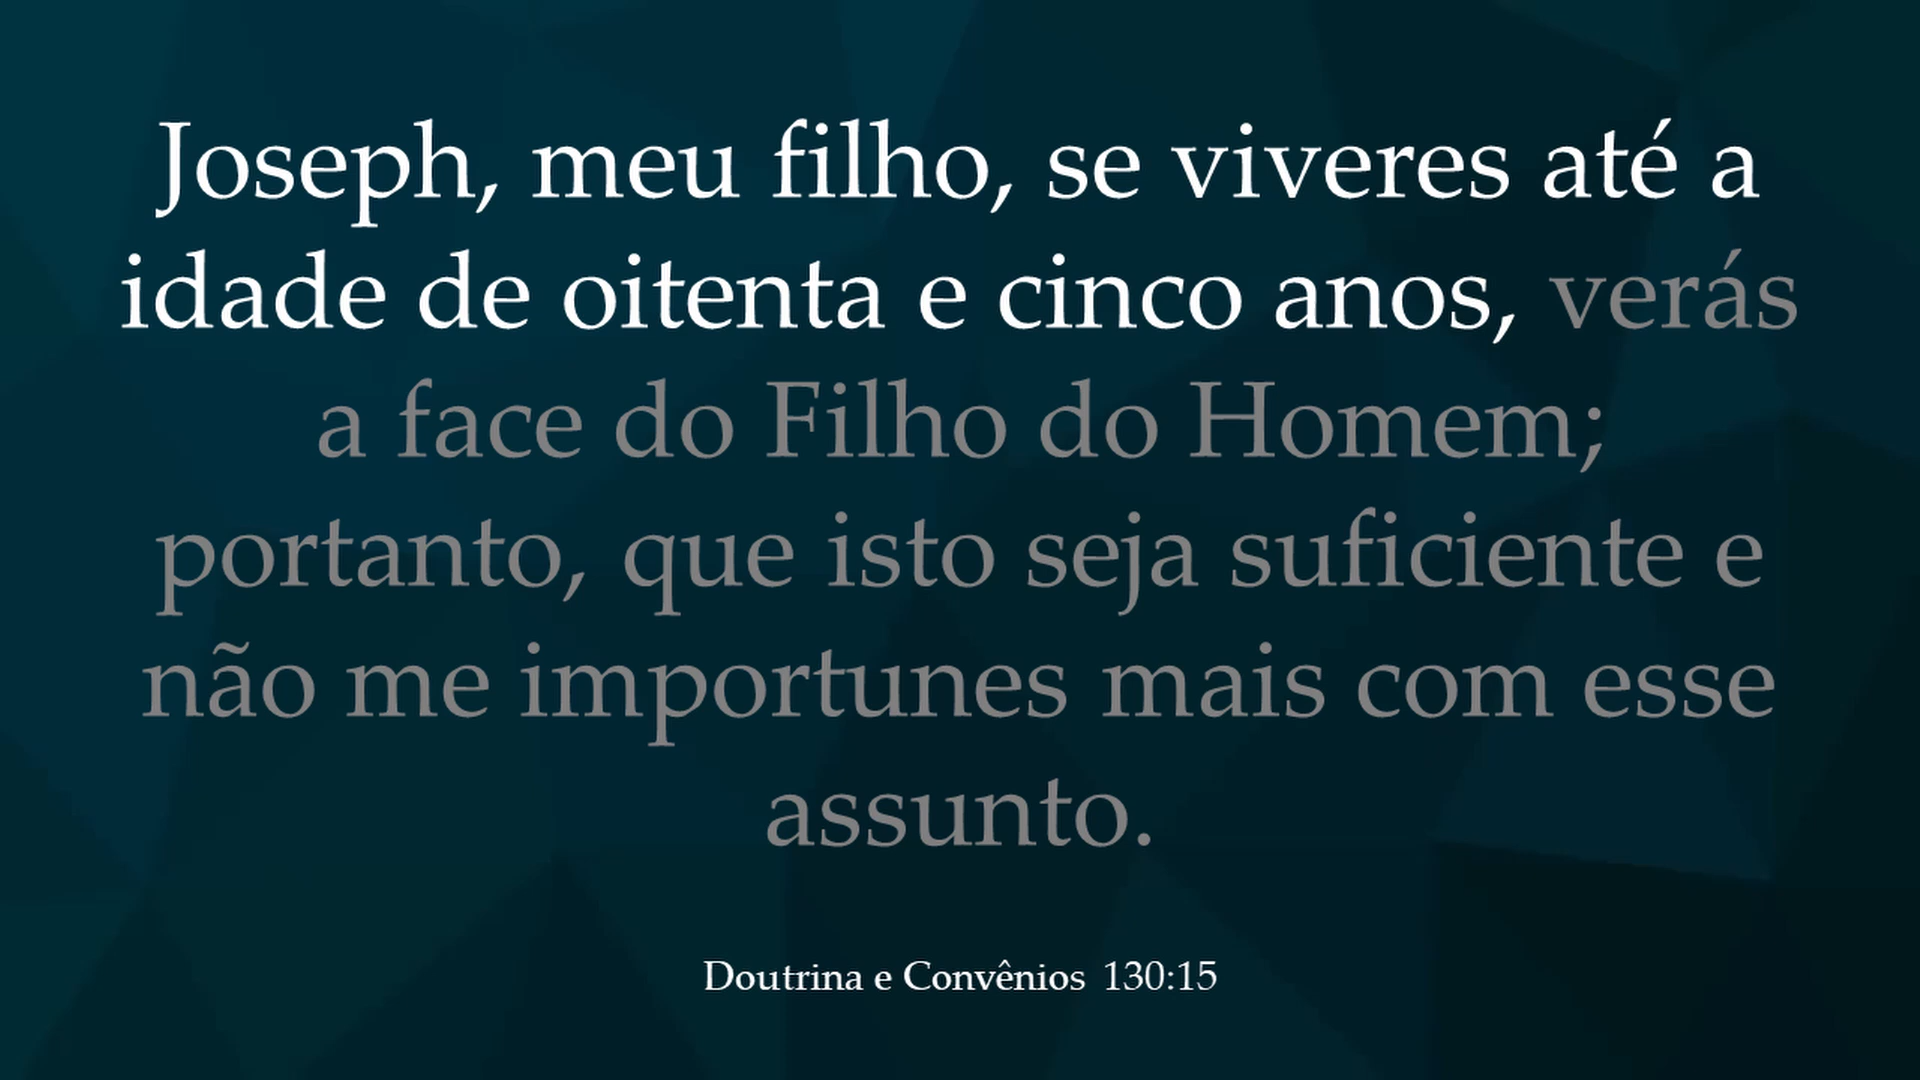 Joseph, meu filho, se viveres até a
idade de oitenta e cinco anos, verás
a face do Filho do Homem;
portanto, que isto seja suficiente e
não me importunes mais com esse
assunto.
Doutrina e Convênios 130:15